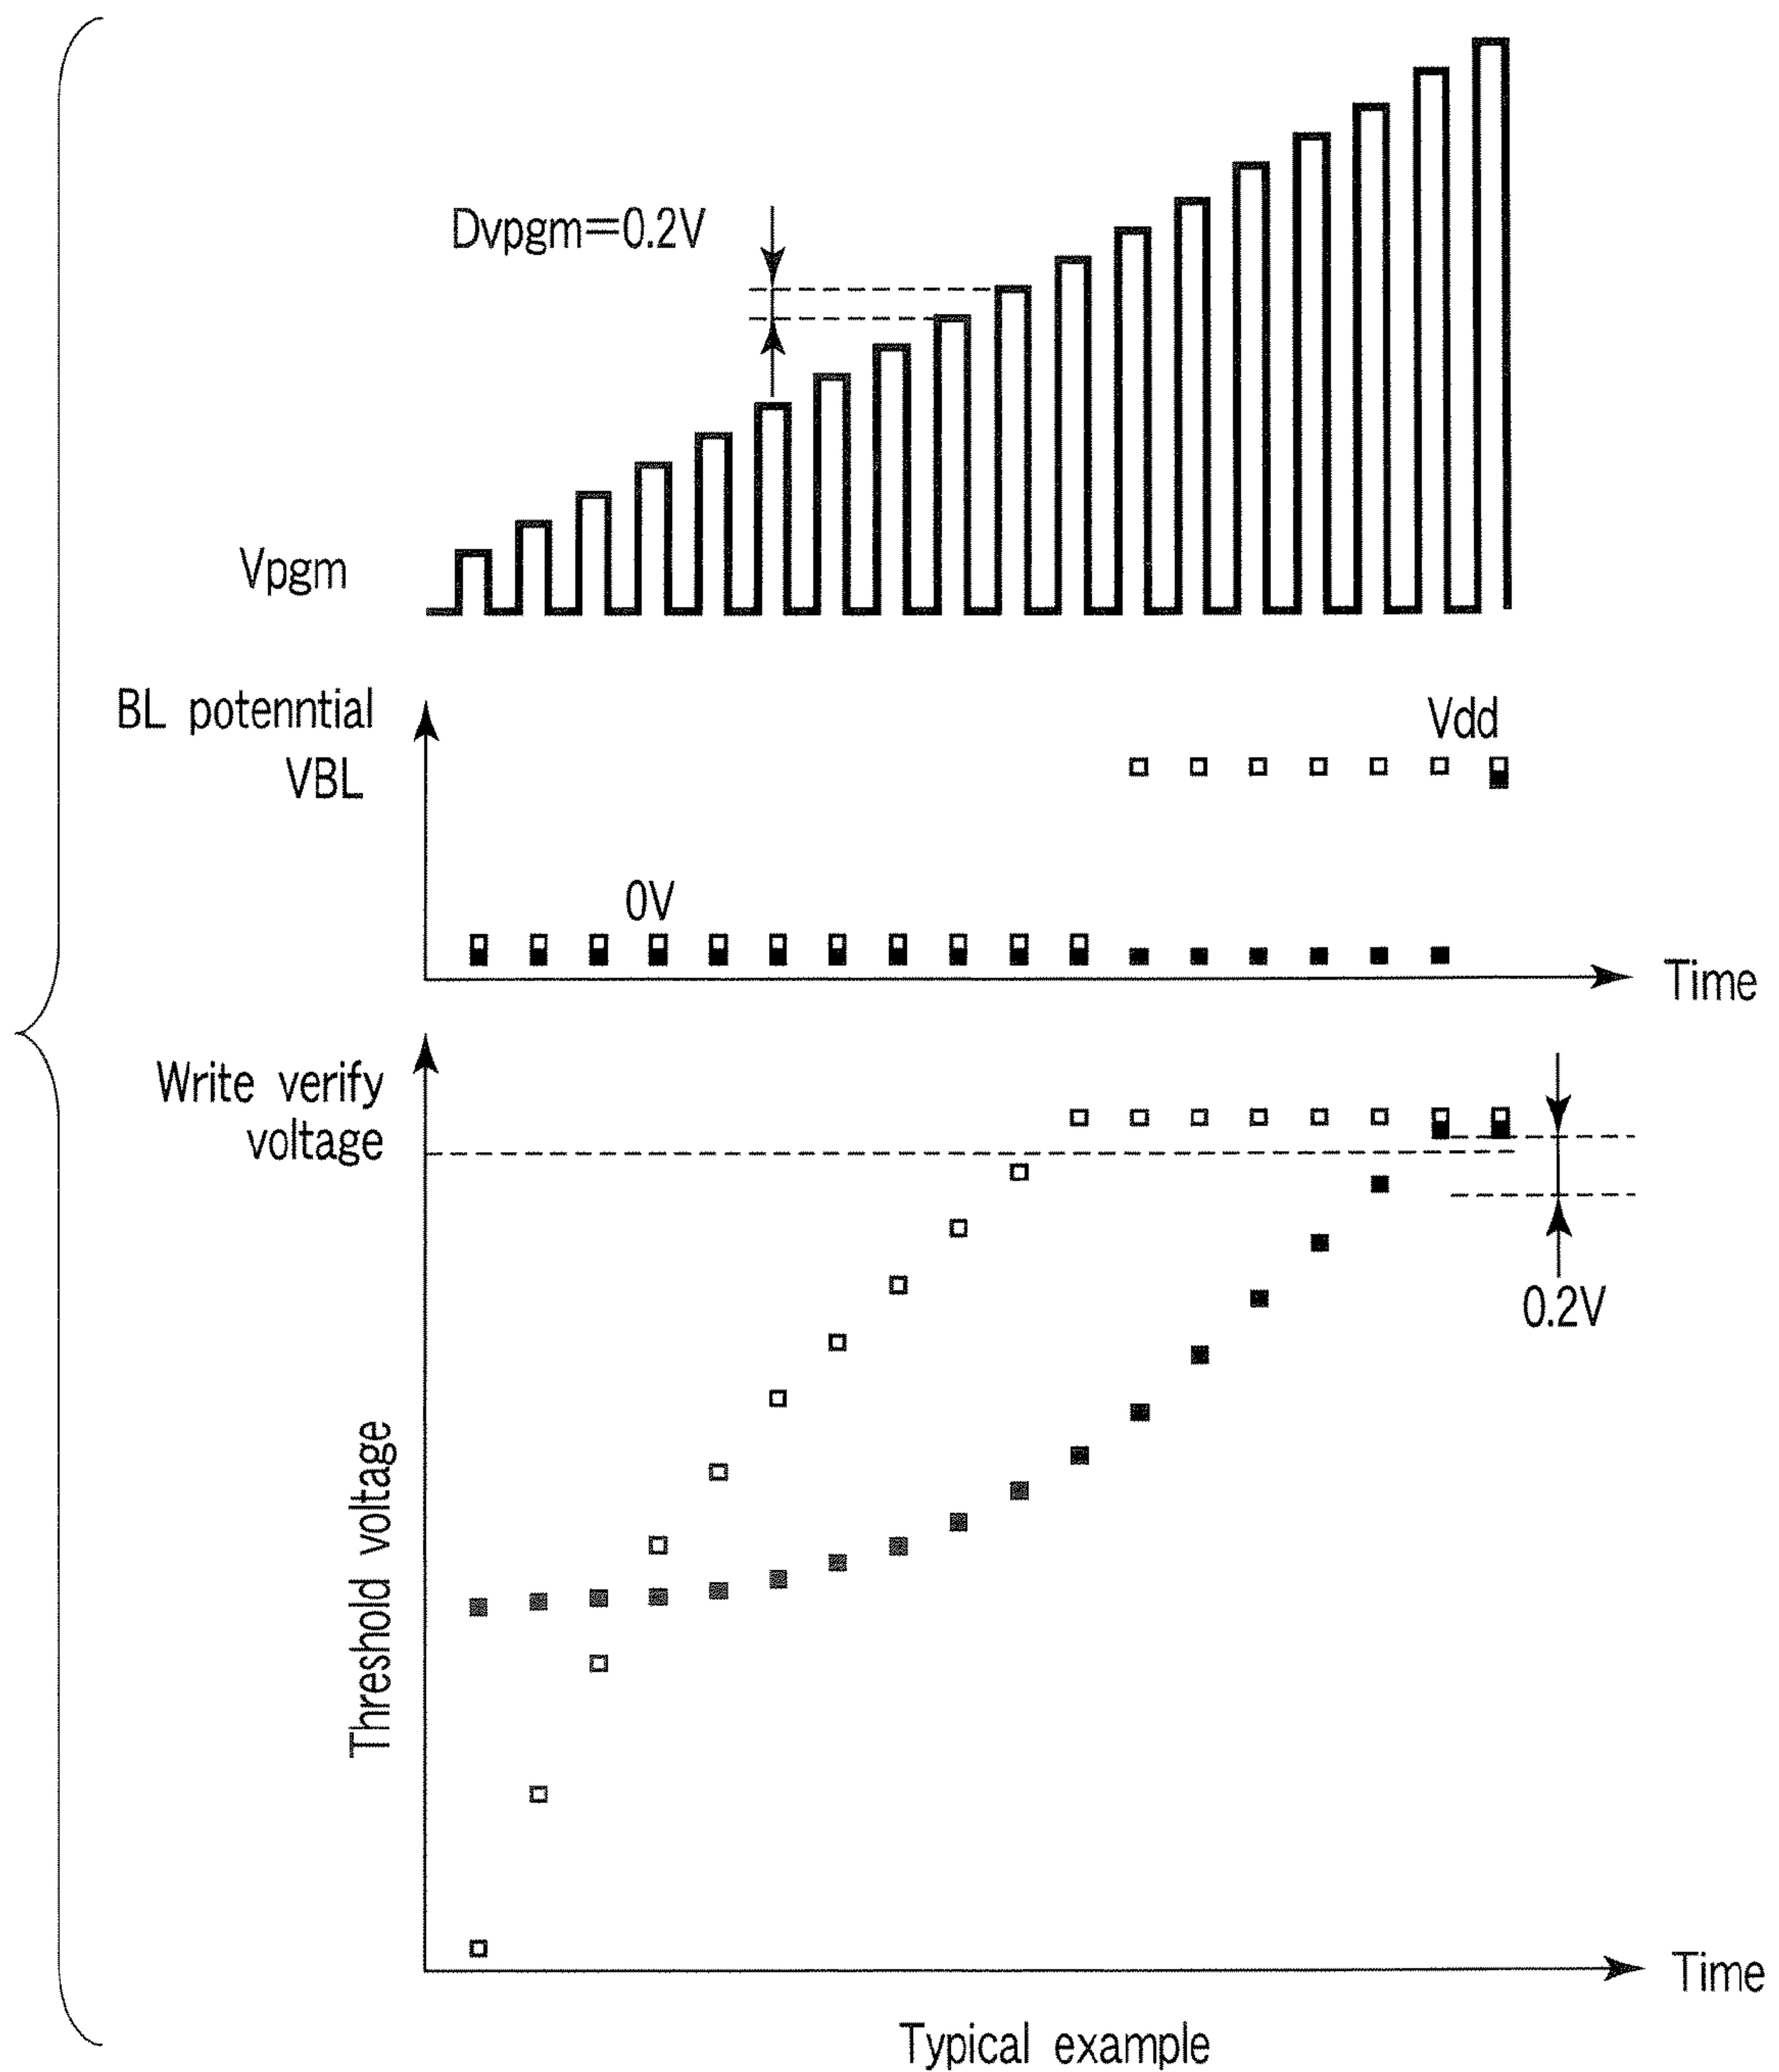 Dvpgm=0.2V
Vpgm
BL potenntial
VBL
Vdd
0V
Time
Write verify
voltage
0.2V
Threshold voltage
Time
Typical example